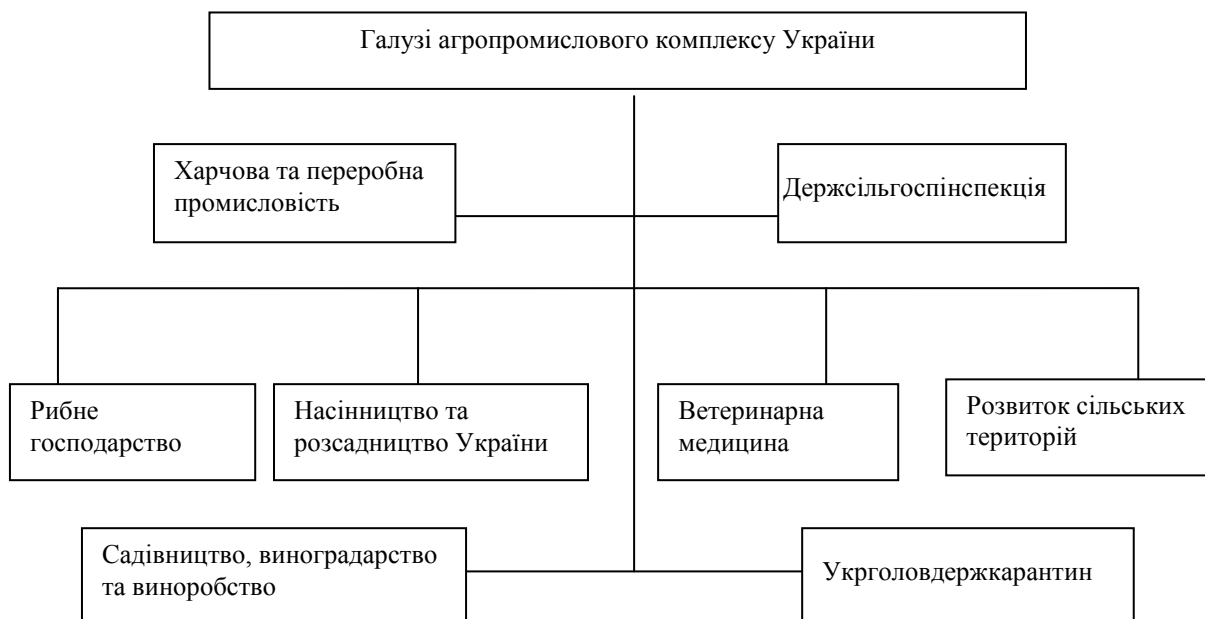 Галузі агропромислового комплексу України
Харчова та переробна
промисловість
Держсільгоспінспекція
Рибне
господарство
Насінництво та
розсадництво України
Ветеринарна
медицина
Розвиток сільських
територій
Садівництво, виноградарство
та виноробство
Укрголовдержкарантин